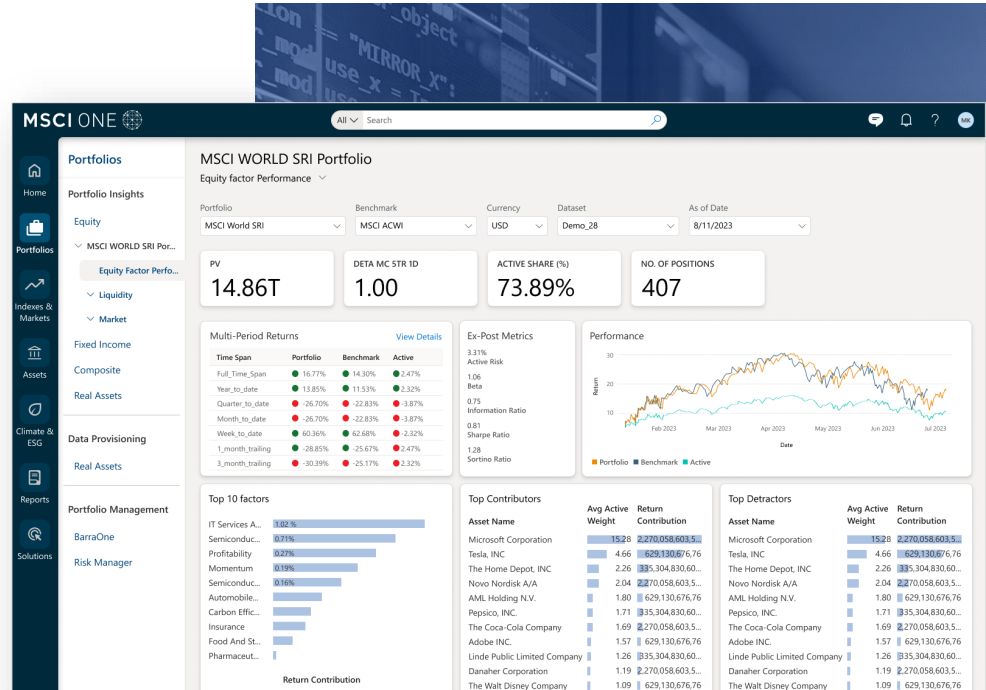 ion
_object
_mod
= "MIRROR_X":
_mod
use_x = T
MSCI ONE
All
Search
?
MK
Home
Portfolios
Indexes &
Markets
Assets
Climate &
ESG
Reports
Solutions
Portfolios
Portfolio Insights
Equity
MSCI WORLD SRI Por...
Equity Factor Perfo...
Liquidity
Market
Fixed Income
Composite
Real Assets
Data Provisioning
Real Assets
Portfolio Management
BarraOne
Risk Manager
MSCI WORLD SRI Portfolio
Equity factor Performance
Portfolio Benchmark Currency Dataset As of Date
MSCI World SRI MSCI ACWI USD Demo_28 8/11/2023
PV DETA MC 5TR 1D ACTIVE SHARE (%) NO. OF POSITIONS
14.86T 1.00 73.89% 407
Multi-Period Returns View Details
Time Span Portfolio Benchmark Active
Full_Time_Span 16.77% 14.30% 2.47%
Year_to_date 13.85% 11.53% 2.32%
Quarter_to_date -26.70% -22.83% -3.87%
Month_to_date -26.70% -22.83% -3.87%
Week_to_date 60.36% 62.68% -2.32%
1_month_trailing -28.85% -25.67% 2.47%
3_month_trailing -30.39% -25.17% 2.32%
Ex-Post Metrics
3.31%
Active Risk
1.06
Beta
0.75
Information Ratio
0.81
Sharpe Ratio
1.28
Sortino Ratio
Performance
30
20
10
Return
Feb 2023 Mar 2023 Apr 2023 May 2023 Jun 2023 Jul 2023
Date
Portfolio Benchmark Active
Top 10 factors
IT Services A... 1.02 %
Semiconduc... 0.71%
Profitability 0.27%
Momentum 0.19%
Semiconduc... 0.16%
Automobile...
Carbon Effic...
Insurance
Food And St...
Pharmaceut...
Return Contribution
Top Contributors
Asset Name Avg Active Weight Return Contribution
Microsoft Corporation 15.28 2,270,058,603,5...
Tesla, INC 4.66 629,130,676,76
The Home Depot, INC 2.26 335,304,830,60...
Novo Nordisk A/A 2.04 2,270,058,603,5...
AML Holding N.V. 1.80 629,130,676,76
Pepsico, INC. 1.71 335,304,830,60...
The Coca-Cola Company 1.69 2,270,058,603,5...
Adobe INC. 1.57 629,130,676,76
Linde Public Limited Company 1.26 335,304,830,60...
Danaher Corporation 1.19 2,270,058,603,5...
The Walt Disney Company 1.09 629,130,676,76
Top Detractors
Asset Name Avg Active Weight Return Contribution
Microsoft Corporation 15.28 2,270,058,603,5...
Tesla, INC 4.66 629,130,676,76
The Home Depot, INC 2.26 335,304,830,60...
Novo Nordisk A/A 2.04 2,270,058,603,5...
AML Holding N.V. 1.80 629,130,676,76
Pepsico, INC. 1.71 335,304,830,60...
The Coca-Cola Company 1.69 2,270,058,603,5...
Adobe INC. 1.57 629,130,676,76
Linde Public Limited Company 1.26 335,304,830,60...
Danaher Corporation 1.19 2,270,058,603,5...
The Walt Disney Company 1.09 629,130,676,76